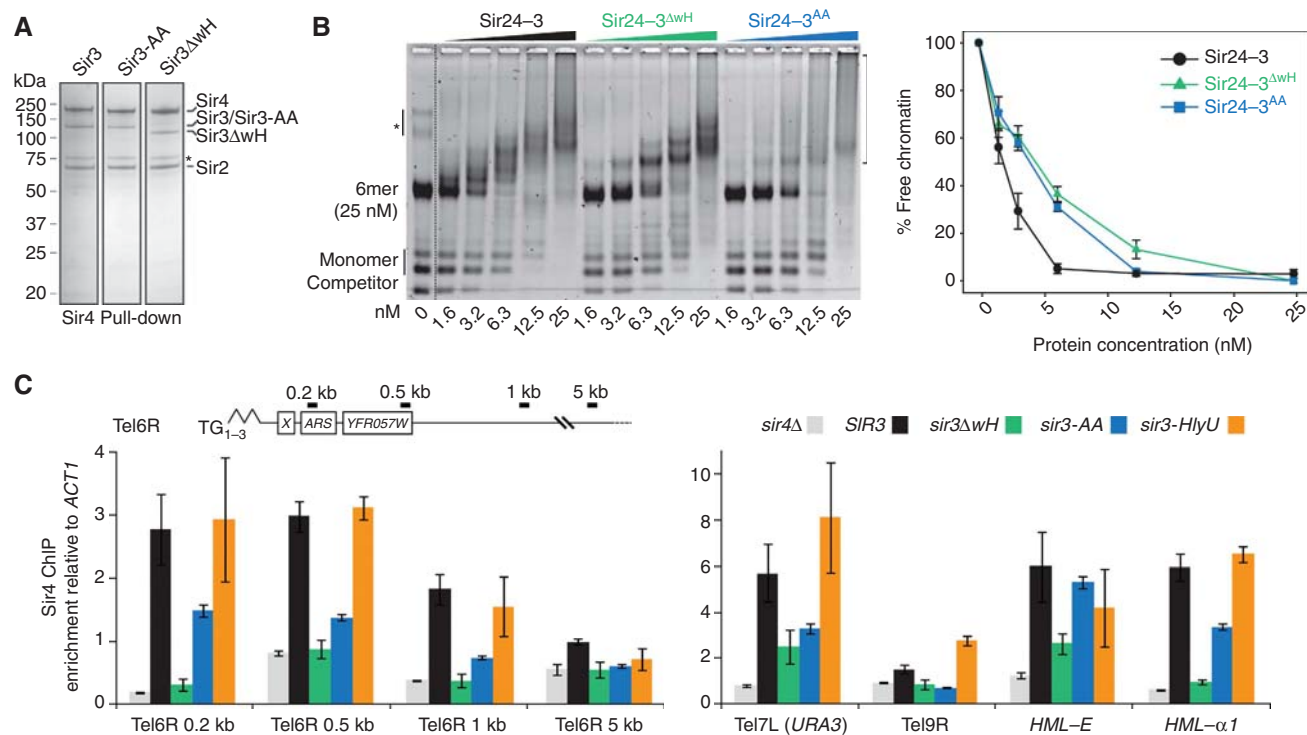 A
Sir3
Sir3-AA
Sir3ΔwH
kDa
250
150
100
75
50
37
25
20
Sir4
Sir3/Sir3-AA
Sir3ΔwH
*
Sir2
Sir4 Pull-down
B
Sir24–3
Sir24–3ΔwH
Sir24–3AA
*
6mer
(25 nM)
Monomer
Competitor
nM
0 1.6 3.2 6.3 12.5 25 1.6 3.2 6.3 12.5 25 1.6 3.2 6.3 12.5 25
% Free chromatin
100
80
60
40
20
0
0 5 10 15 20 25
Protein concentration (nM)
Sir24–3
Sir24–3ΔwH
Sir24–3AA
C
Tel6R
TG1–3
X
ARS
YFR057W
0.2 kb
0.5 kb
1 kb
5 kb
sir4Δ
SIR3
sir3ΔwH
sir3-AA
sir3-HlyU
Sir4 ChIP
enrichment relative to ACT1
4
3
2
1
0
Tel6R 0.2 kb
Tel6R 0.5 kb
Tel6R 1 kb
Tel6R 5 kb
10
8
6
4
2
0
Tel7L (URA3)
Tel9R
HML–E
HML–α1